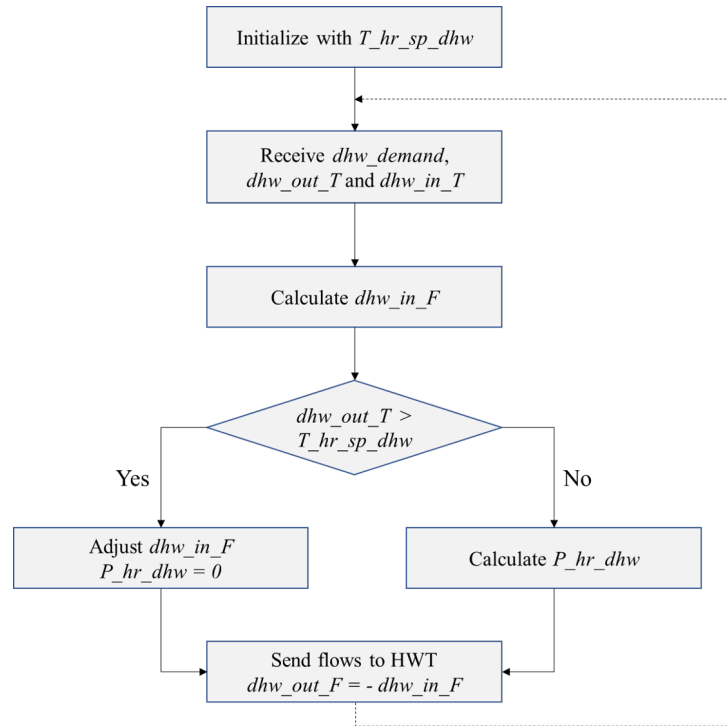 Initialize with T_hr_sp_dhw
Receive dhw_demand,
dhw_out_T and dhw_in_T
Calculate dhw_in_F
dhw_out_T >
T_hr_sp_dhw
Yes
No
Adjust dhw_in_F
P_hr_dhw = 0
Calculate P_hr_dhw
Send flows to HWT
dhw_out_F = - dhw_in_F